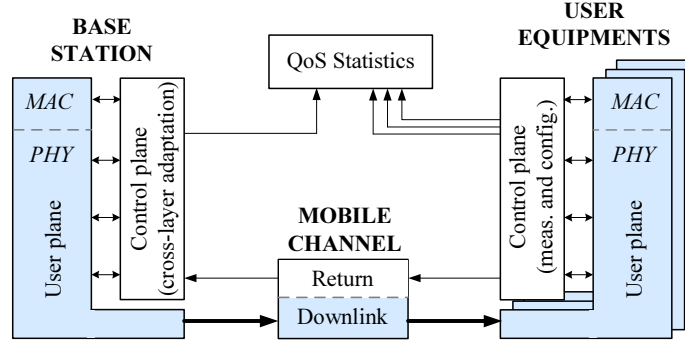 BASE
STATION
USER
EQUIPMENTS
QoS Statistics
MAC
PHY
User plane
Control plane
(cross-layer adaptation)
MOBILE
CHANNEL
Return
Downlink
Control plane
(meas. and config.)
MAC
PHY
User plane